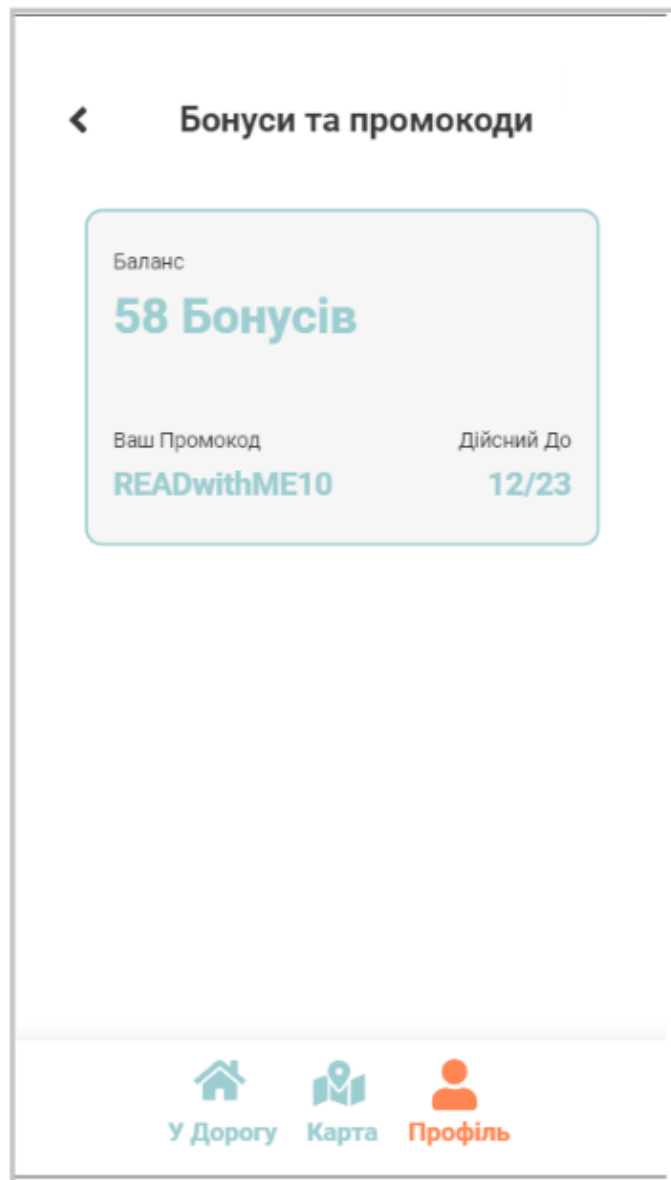 Бонуси та промокоди
Баланс
58 Бонусів
Ваш Промокод Дійсний До
READwithME10 12/23
У Дорогу Карта Профіль